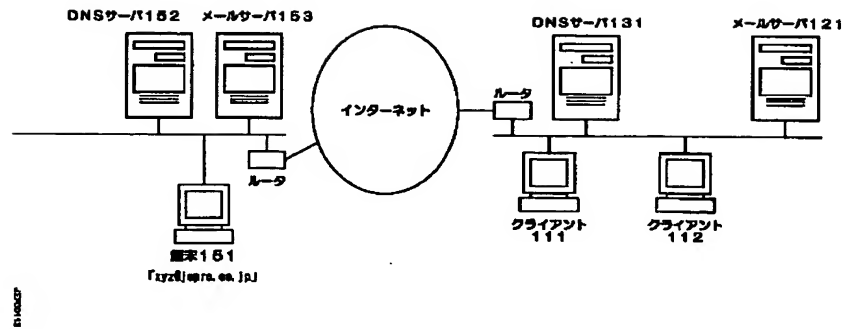 DNSサーバ152 メールサーバ153
DNSサーバ131 メールサーバ121
ルータ
インターネット
ルータ
クライアント
111
クライアント
112
端末151